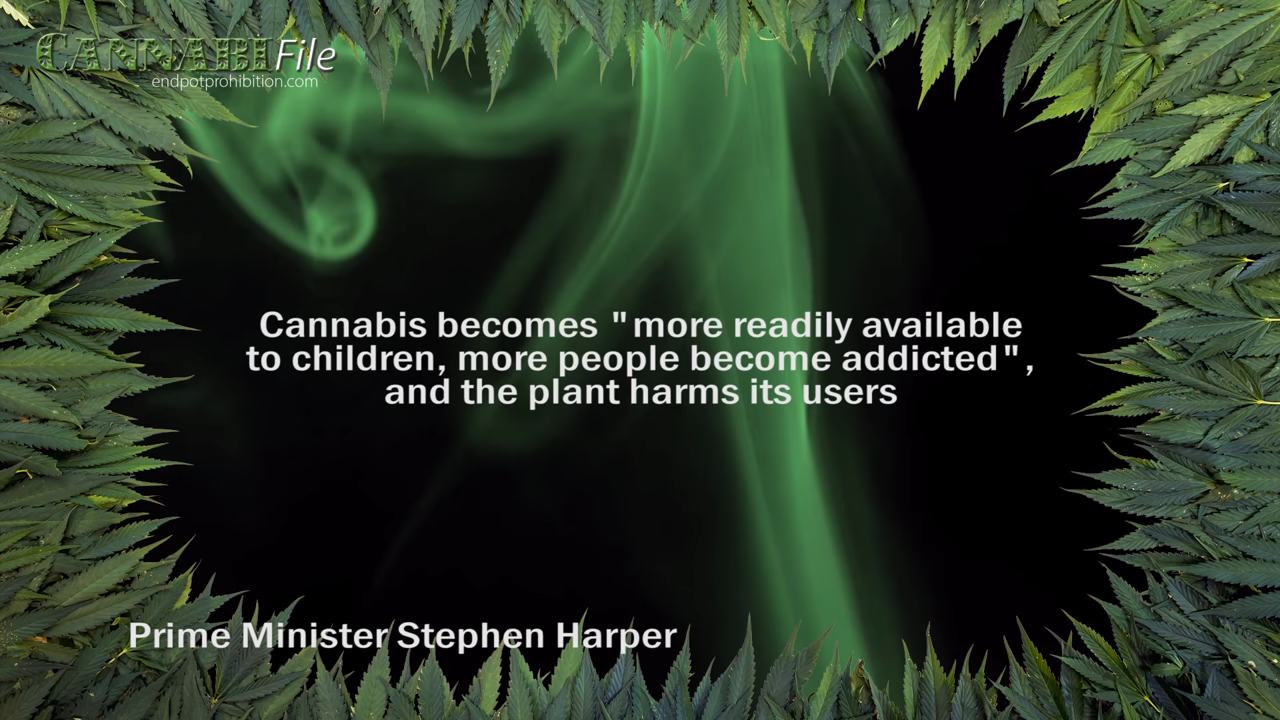 CANNABIFile
endpotprohibition.com
Cannabis becomes "more readily available
to children, more people become addicted",
and the plant harms its users
Prime Minister Stephen Harper